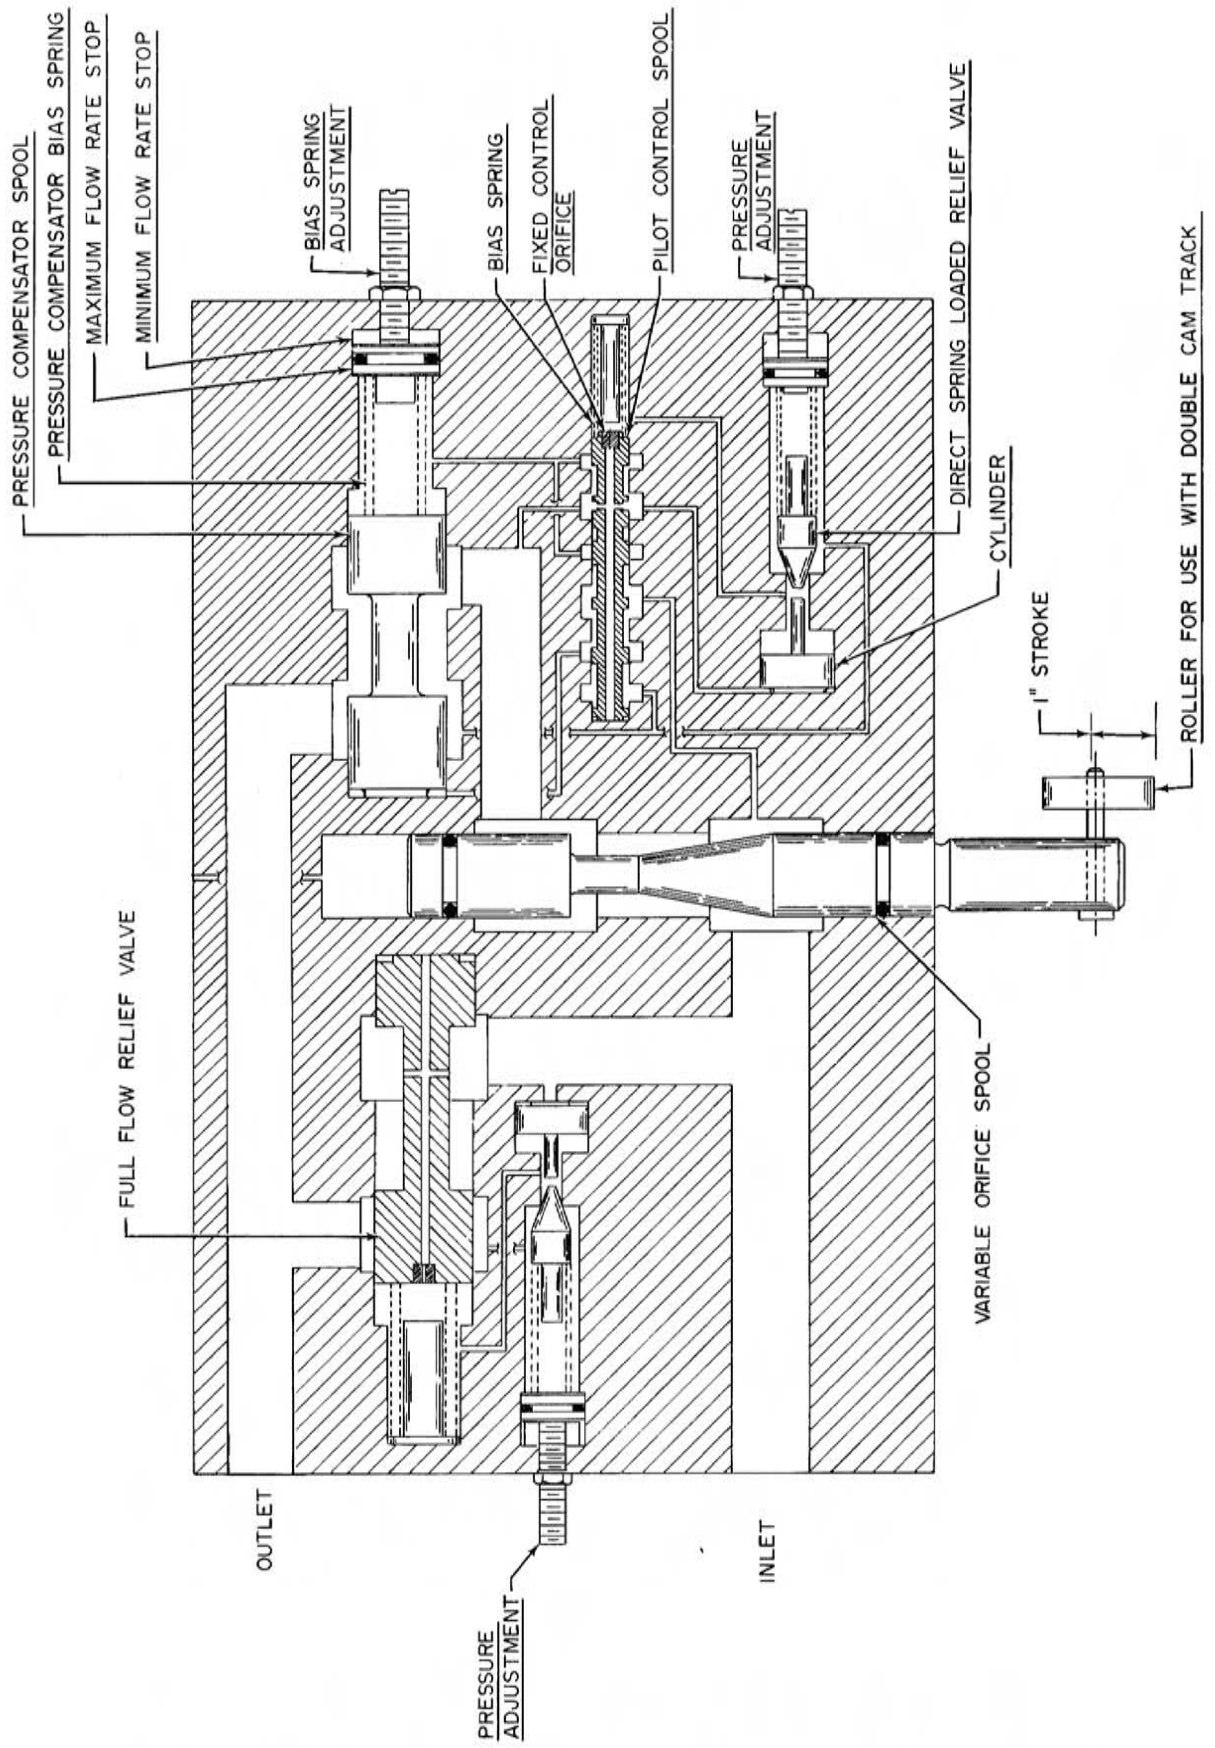 PRESSURE COMPENSATOR SPOOL
PRESSURE COMPENSATOR BIAS SPRING
MAXIMUM FLOW RATE STOP
MINIMUM FLOW RATE STOP
BIAS SPRING
ADJUSTMENT
BIAS SPRING
FIXED CONTROL
ORIFICE
PILOT CONTROL SPOOL
PRESSURE
ADJUSTMENT
DIRECT SPRING LOADED RELIEF VALVE
CYLINDER
1" STROKE
ROLLER FOR USE WITH DOUBLE CAM TRACK
FULL FLOW RELIEF VALVE
VARIABLE ORIFICE SPOOL
OUTLET
INLET
PRESSURE
ADJUSTMENT